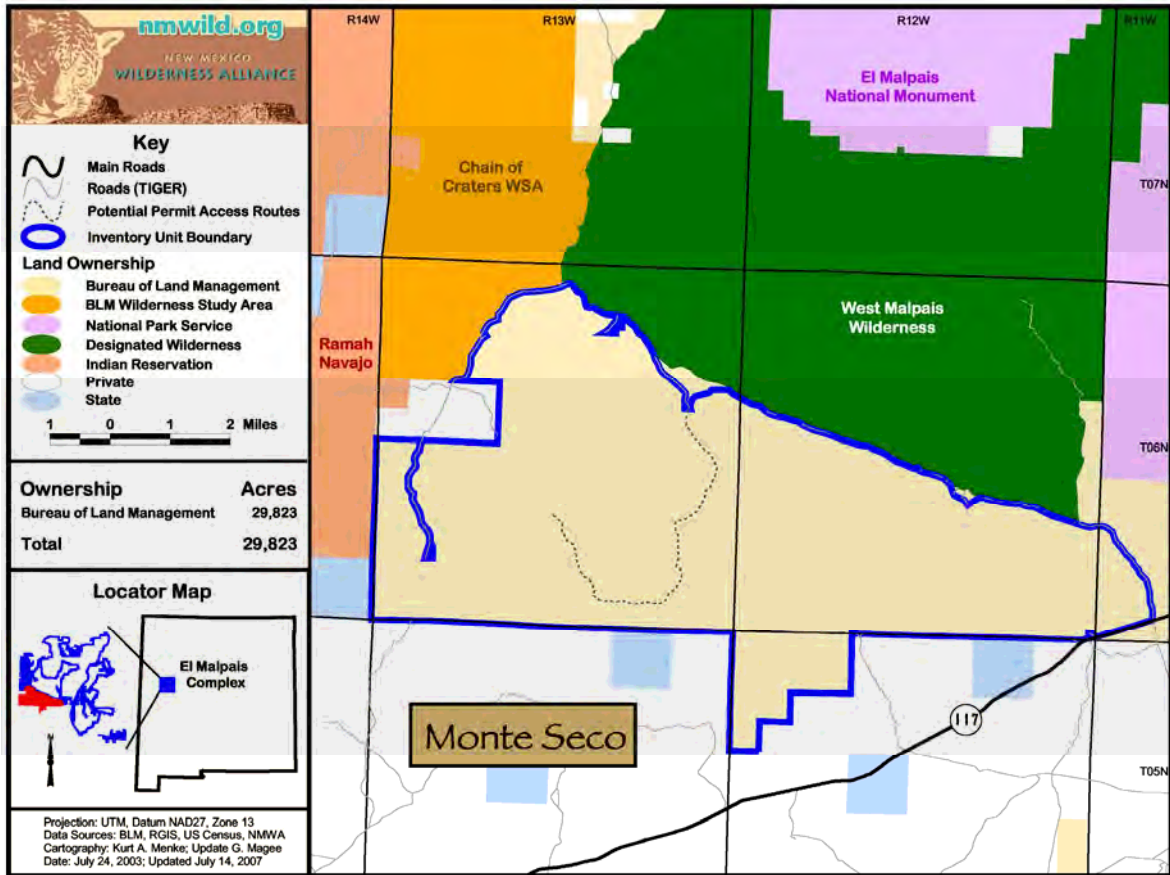 nmwild.org
NEW MEXICO
WILDERNESS ALLIANCE
Key
Main Roads
Roads (TIGER)
Potential Permit Access Routes
Inventory Unit Boundary
Land Ownership
Bureau of Land Management
BLM Wilderness Study Area
National Park Service
Designated Wilderness
Indian Reservation
Private
State
1 0 1 2 Miles
Ownership Acres
Bureau of Land Management 29,823
Total 29,823
Locator Map
El Malpais
Complex
N
Projection: UTM, Datum NAD27, Zone 13
Data Sources: BLM, RGIS, US Census, NMWA
Cartography: Kurt A. Menke; Update G. Magee
Date: July 24, 2003; Updated July 14, 2007
R14W R13W R12W R11W
El Malpais
National Monument
Chain of
Craters WSA
T07N
West Malpais
Wilderness
Ramah
Navajo
T06N
Monte Seco
117
T05N